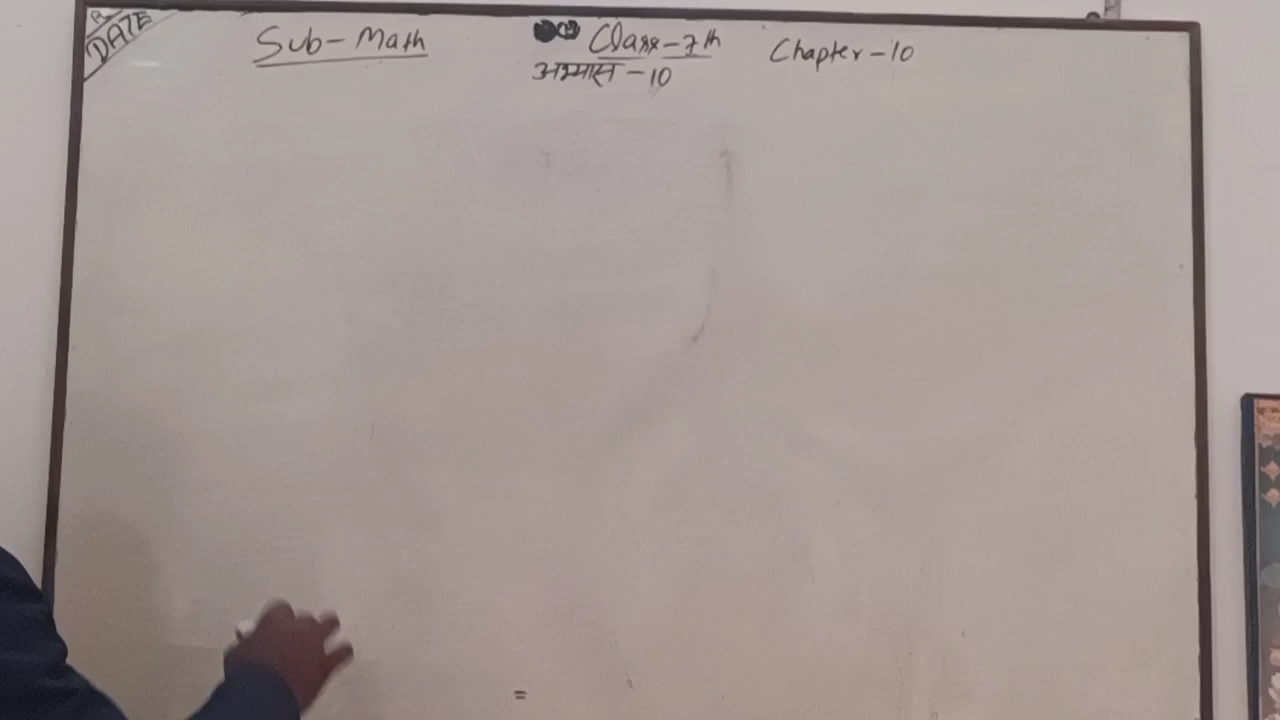 DATE
Sub - Math Class - 7th Chapter - 10
अभ्यास - 10
=